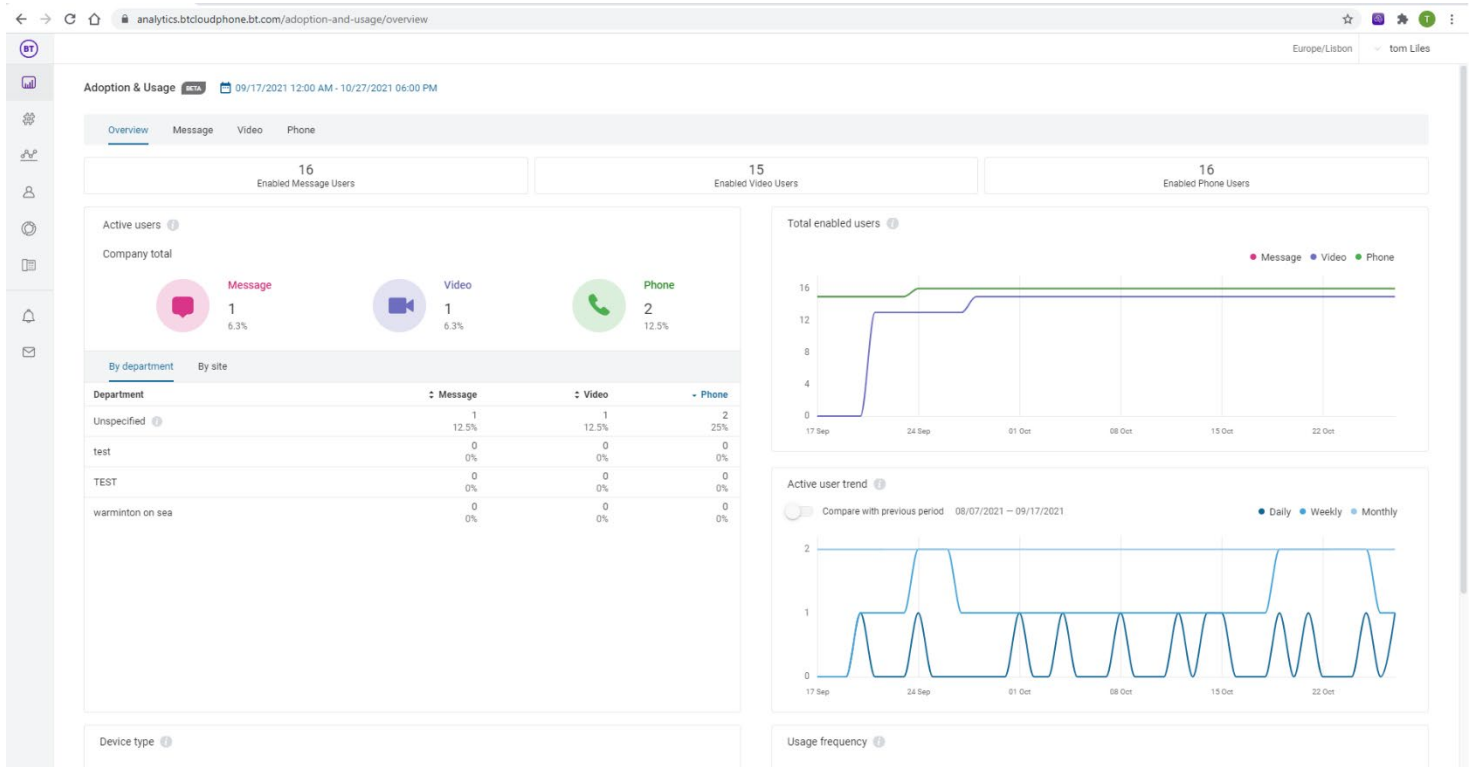 analytics.btcloudphone.bt.com/adoption-and-usage/overview
T
BT
Europe/Lisbon
tom Liles
Adoption & Usage BETA 09/17/2021 12:00 AM - 10/27/2021 06:00 PM
Overview Message Video Phone
16
Enabled Message Users
15
Enabled Video Users
16
Enabled Phone Users
Active users
Company total
Message
1
6.3%
Video
1
6.3%
Phone
2
12.5%
By department By site
Department Message Video Phone
Unspecified 1 1 2
12.5% 12.5% 25%
test 0 0 0
0% 0% 0%
TEST 0 0 0
0% 0% 0%
warminton on sea 0 0 0
0% 0% 0%
Total enabled users
Message Video Phone
16
12
8
4
0
17 Sep 24 Sep 01 Oct 08 Oct 15 Oct 22 Oct
Active user trend
Compare with previous period 08/07/2021 — 09/17/2021
Daily Weekly Monthly
2
1
0
17 Sep 24 Sep 01 Oct 08 Oct 15 Oct 22 Oct
Device type
Usage frequency